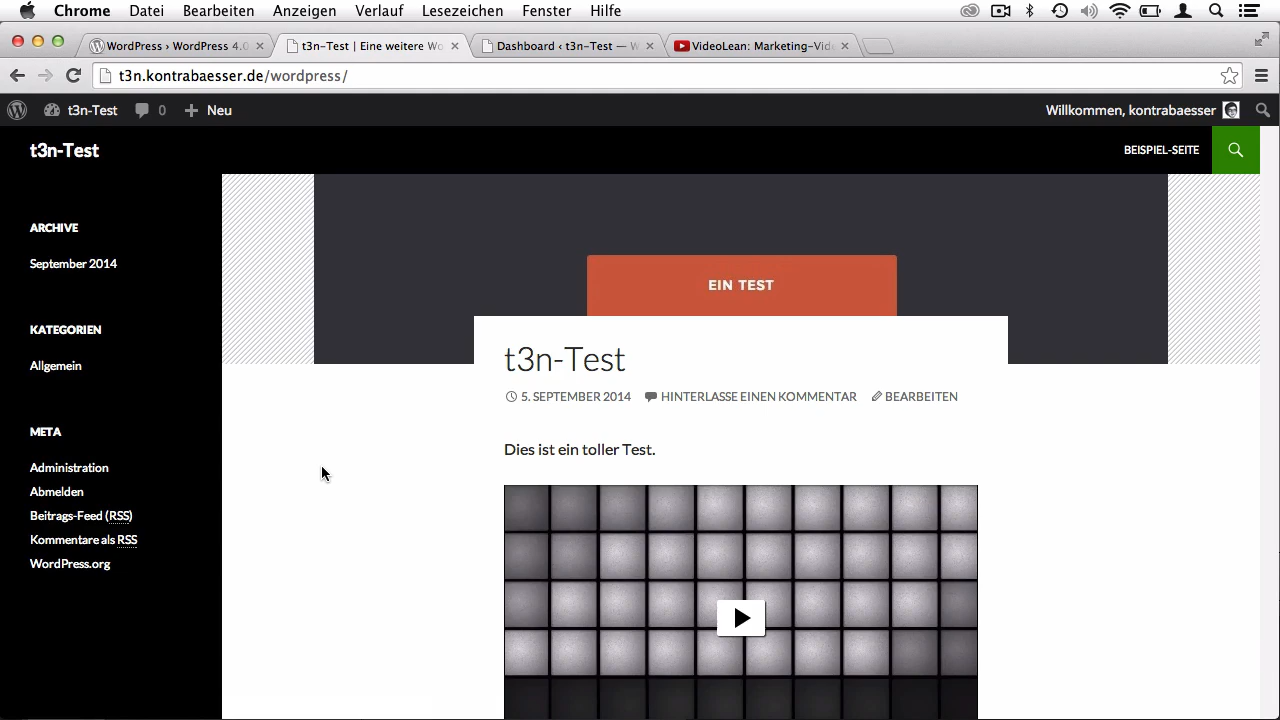 Chrome Datei Bearbeiten Anzeigen Verlauf Lesezeichen Fenster Hilfe
WordPress › WordPress 4.0 t3n-Test | Eine weitere Wo Dashboard ‹ t3n-Test — W VideoLean: Marketing-Vide
t3n.kontrabaesser.de/wordpress/
t3n-Test 0 Neu Willkommen, kontrabaesser
t3n-Test BEISPIEL-SEITE
ARCHIVE
September 2014
EIN TEST
KATEGORIEN
Allgemein
t3n-Test
5. SEPTEMBER 2014 HINTERLASSE EINEN KOMMENTAR BEARBEITEN
META
Dies ist ein toller Test.
Administration
Abmelden
Beitrags-Feed (RSS)
Kommentare als RSS
WordPress.org